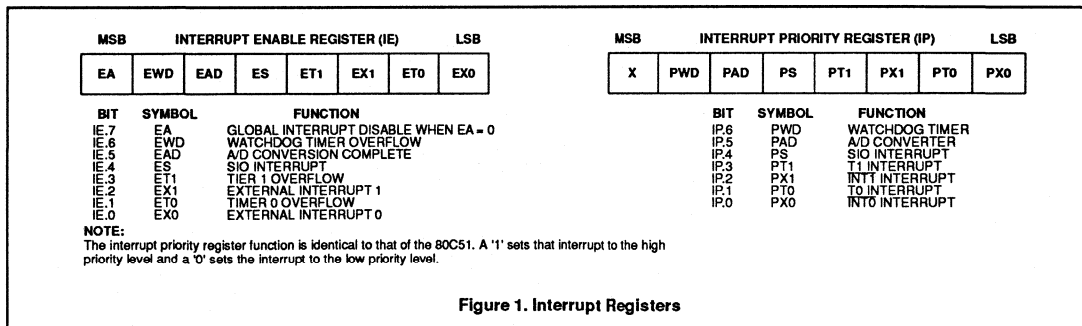 MSB INTERRUPT ENABLE REGISTER (IE) LSB
EA EWD EAD ES ET1 EX1 ET0 EX0
BIT SYMBOL FUNCTION
IE.7 EA GLOBAL INTERRUPT DISABLE WHEN EA = 0
IE.6 EWD WATCHDOG TIMER OVERFLOW
IE.5 EAD A/D CONVERSION COMPLETE
IE.4 ES SIO INTERRUPT
IE.3 ET1 TIER 1 OVERFLOW
IE.2 EX1 EXTERNAL INTERRUPT 1
IE.1 ET0 TIMER 0 OVERFLOW
IE.0 EX0 EXTERNAL INTERRUPT 0
MSB INTERRUPT PRIORITY REGISTER (IP) LSB
X PWD PAD PS PT1 PX1 PT0 PX0
BIT SYMBOL FUNCTION
IP.6 PWD WATCHDOG TIMER
IP.5 PAD A/D CONVERTER
IP.4 PS SIO INTERRUPT
IP.3 PT1 T1 INTERRUPT
IP.2 PX1 INT1 INTERRUPT
IP.1 PT0 T0 INTERRUPT
IP.0 PX0 INT0 INTERRUPT
NOTE:
The interrupt priority register function is identical to that of the 80C51. A '1' sets that interrupt to the high
priority level and a '0' sets the interrupt to the low priority level.
Figure 1. Interrupt Registers